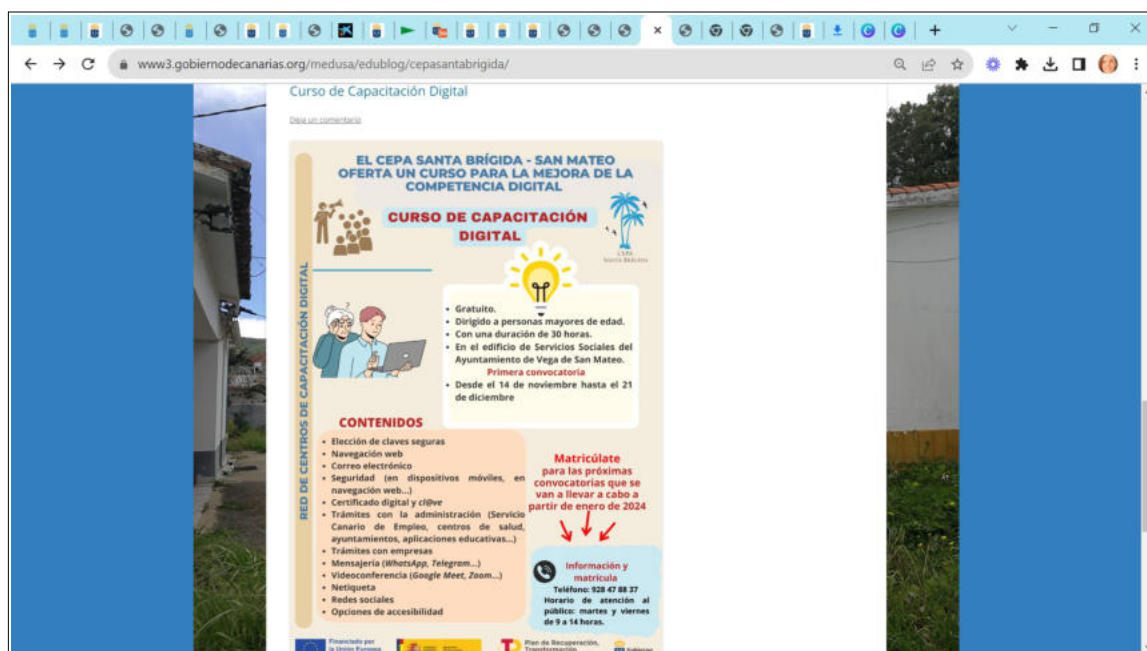 www3.gobiernodecanarias.org/medusa/edublog/cepasantabrigida/
Curso de Capacitación Digital
Deja un comentario
EL CEPA SANTA BRÍGIDA - SAN MATEO
OFERTA UN CURSO PARA LA MEJORA DE LA
COMPETENCIA DIGITAL
CURSO DE CAPACITACIÓN
DIGITAL
CEPA
SANTA BRÍGIDA
RED DE CENTROS DE CAPACITACIÓN DIGITAL
• Gratuito.
• Dirigido a personas mayores de edad.
• Con una duración de 30 horas.
• En el edificio de Servicios Sociales del
Ayuntamiento de Vega de San Mateo.
Primera convocatoria
• Desde el 14 de noviembre hasta el 21
de diciembre
CONTENIDOS
• Elección de claves seguras
• Navegación web
• Correo electrónico
• Seguridad (en dispositivos móviles, en
navegación web...)
• Certificado digital y cl@ve
• Trámites con la administración (Servicio
Canario de Empleo, centros de salud,
ayuntamientos, aplicaciones educativas...)
• Trámites con empresas
• Mensajería (WhatsApp, Telegram...)
• Videoconferencia (Google Meet, Zoom...)
• Netiqueta
• Redes sociales
• Opciones de accesibilidad
Matricúlate
para las próximas
convocatorias que se
van a llevar a cabo a
partir de enero de 2024
Información y
matrícula
Teléfono: 928 47 88 37
Horario de atención al
público: martes y viernes
de 9 a 14 horas.
Financiado por
la Unión Europea
Plan de Recuperación,
Transformación
Gobierno